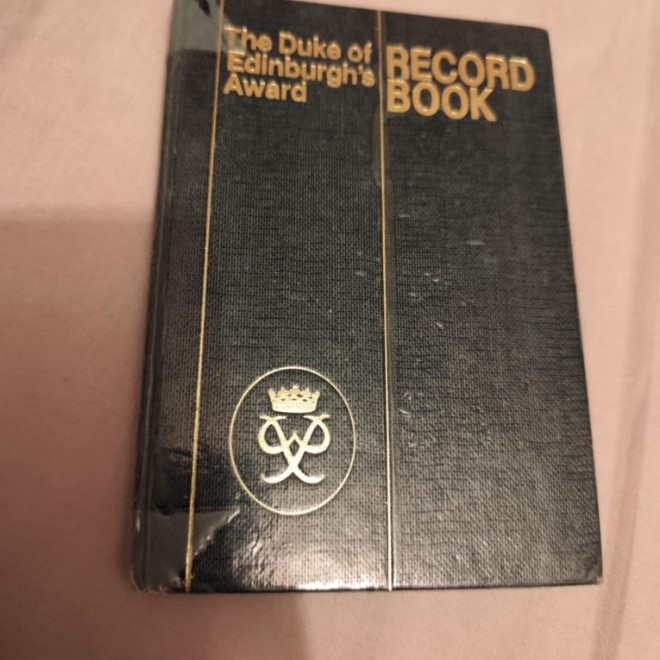 The Duke of
Edinburgh's
Award
RECORD
BOOK